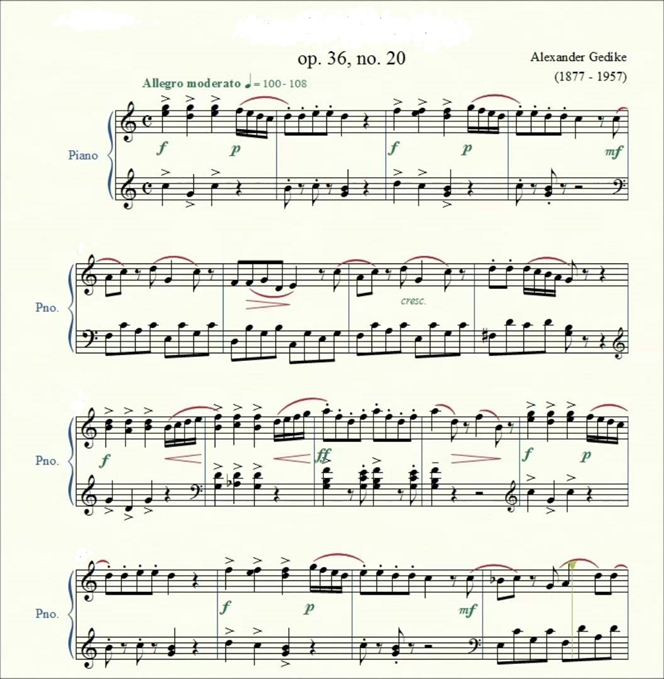 op. 36, no. 20
Alexander Gedike
(1877 - 1957)
Allegro moderato ♩ = 100 - 108
Piano
f p f p mf
Pno.
cresc.
Pno.
f ff f p
Pno.
f p mf